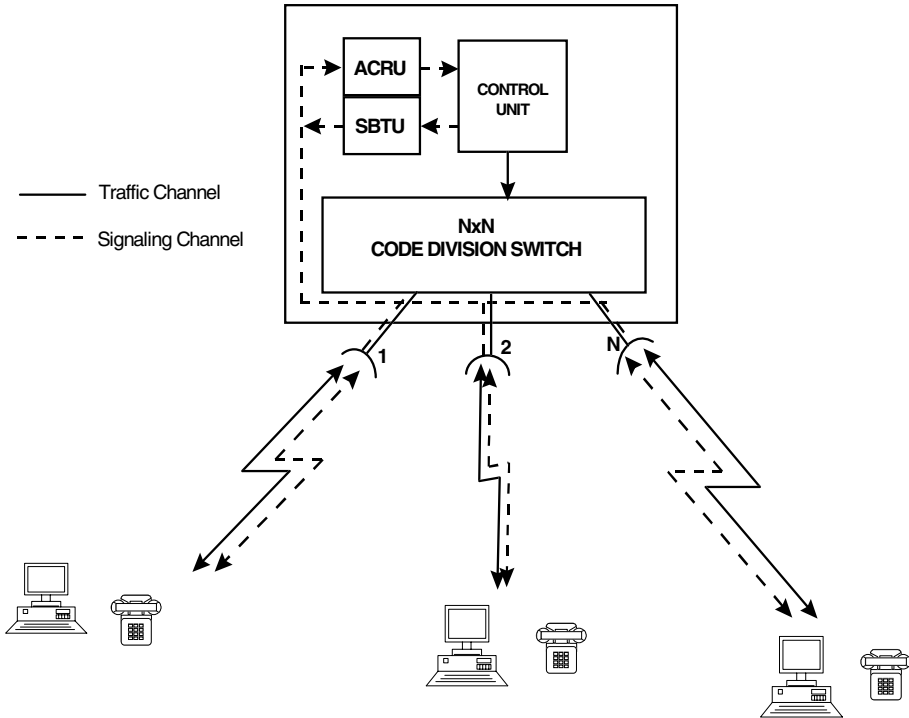 ACRU
CONTROL
UNIT
SBTU
Traffic Channel
Signaling Channel
NxN
CODE DIVISION SWITCH
1
2
N